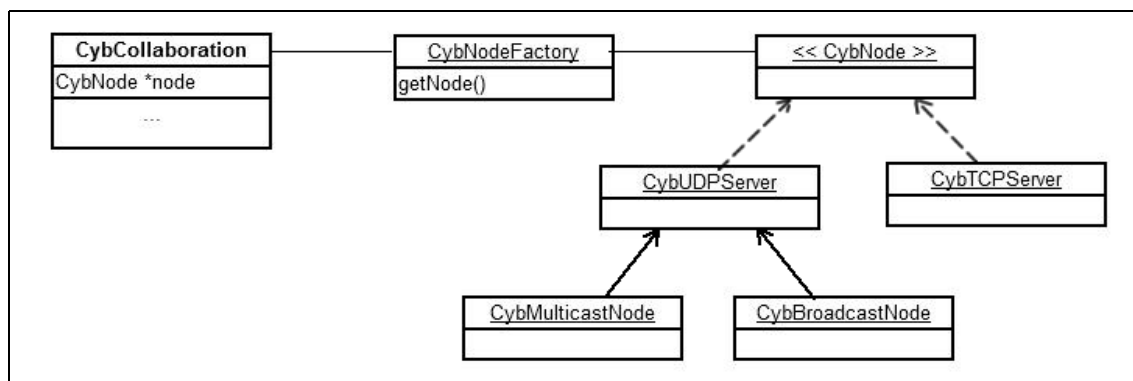 CybCollaboration
CybNode *node
...
CybNodeFactory
getNode()
<< CybNode >>
CybUDPServer
CybTCPServer
CybMulticastNode
CybBroadcastNode